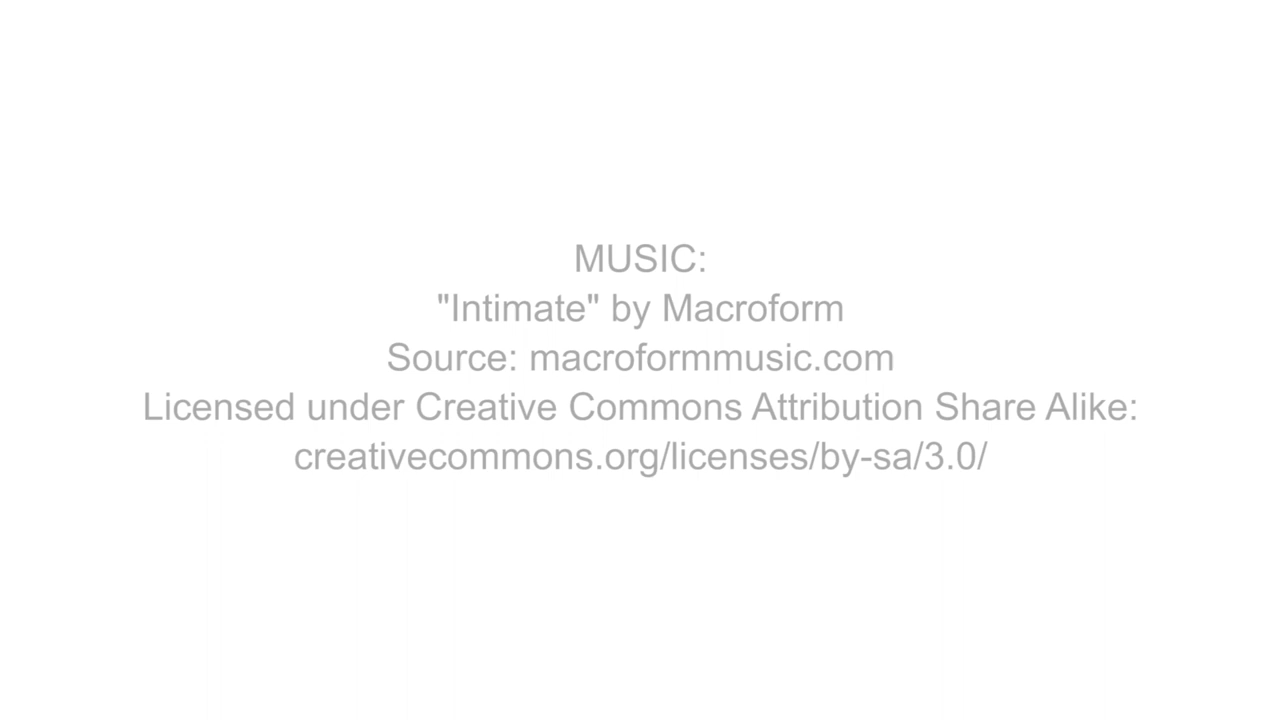 MUSIC:
"Intimate" by Macroform
Source: macroformmusic.com
Licensed under Creative Commons Attribution Share Alike:
creativecommons.org/licenses/by-sa/3.0/